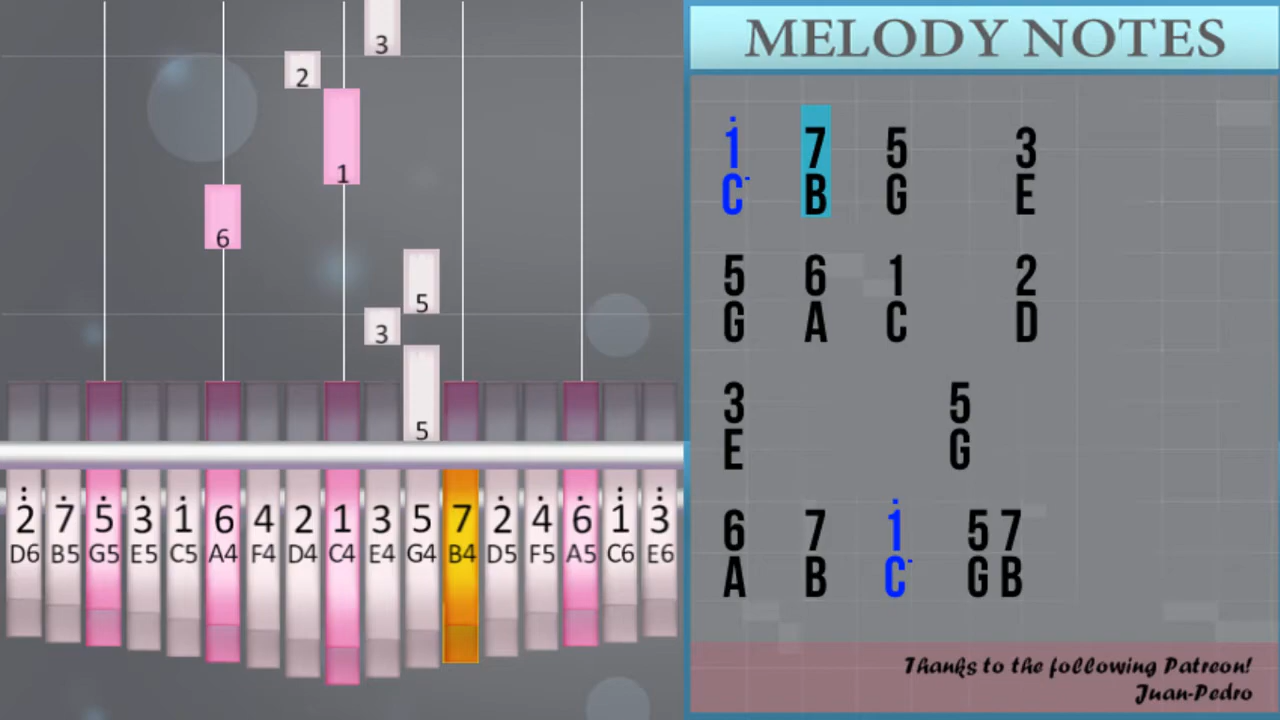 3
2
1
6
5
3
5
2̈ 7̇ 5̇ 3̇ 1̇ 6 4 2 1 3 5 7 2̇ 4̇ 6̇ 1̈ 3̈
D6 B5 G5 E5 C5 A4 F4 D4 C4 E4 G4 B4 D5 F5 A5 C6 E6
MELODY NOTES
1̇ 7 5 3
C˙ B G E
5 6 1 2
G A C D
3 5
E G
6 7 1̇ 5 7
A B C˙ G B
Thanks to the following Patreon!
Juan-Pedro